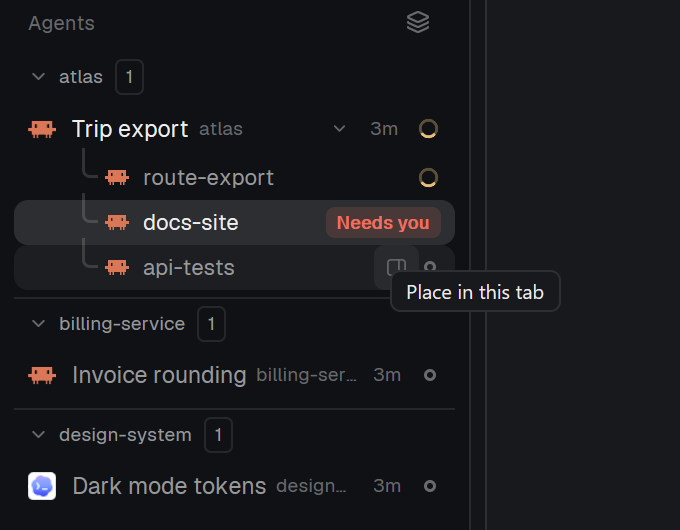 Agents
atlas 1
Trip export atlas 3m
route-export
docs-site Needs you
api-tests
Place in this tab
billing-service 1
Invoice rounding billing-ser... 3m
design-system 1
Dark mode tokens design... 3m